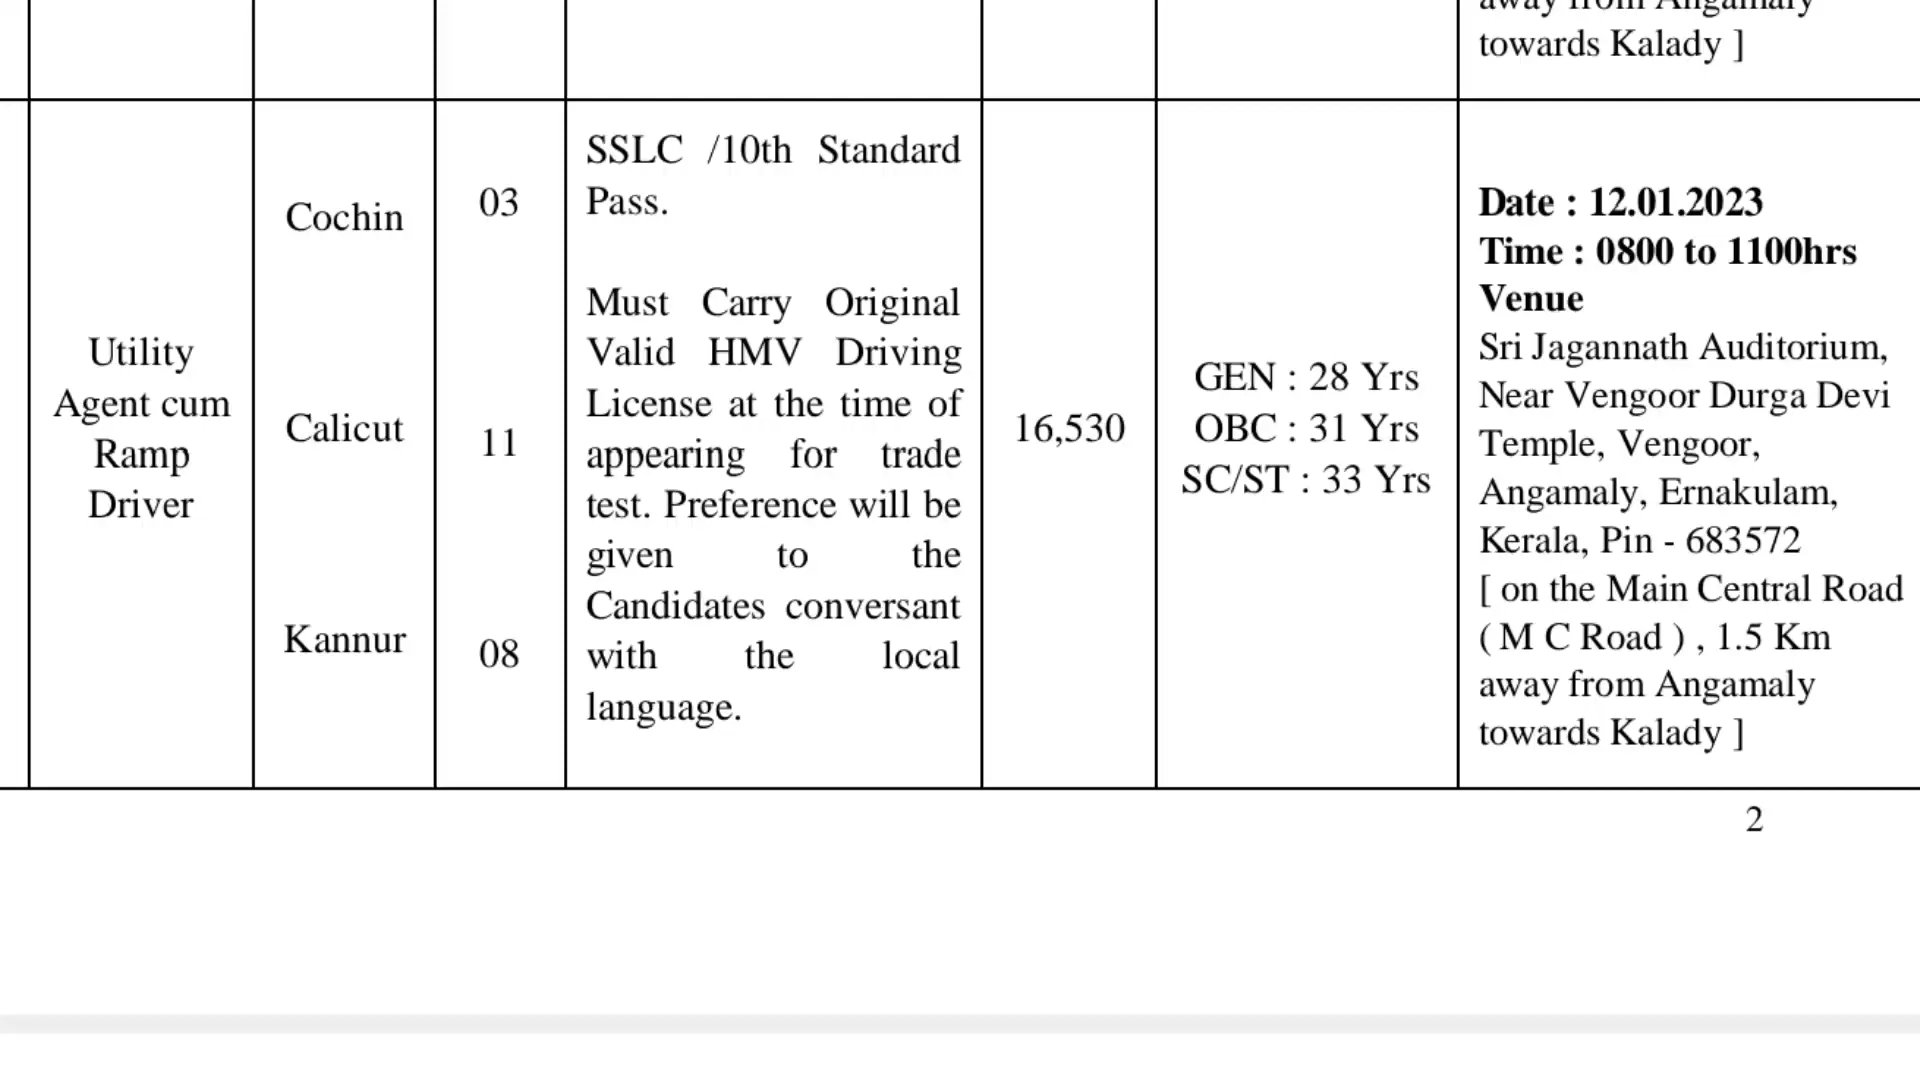 away from Angamaly
towards Kalady ]
Utility
Agent cum
Ramp
Driver
Cochin
Calicut
Kannur
03
11
08
SSLC /10th Standard
Pass.
Must Carry Original
Valid HMV Driving
License at the time of
appearing for trade
test. Preference will be
given to the
Candidates conversant
with the local
language.
16,530
GEN : 28 Yrs
OBC : 31 Yrs
SC/ST : 33 Yrs
Date : 12.01.2023
Time : 0800 to 1100hrs
Venue
Sri Jagannath Auditorium,
Near Vengoor Durga Devi
Temple, Vengoor,
Angamaly, Ernakulam,
Kerala, Pin - 683572
[ on the Main Central Road
( M C Road ) , 1.5 Km
away from Angamaly
towards Kalady ]
2